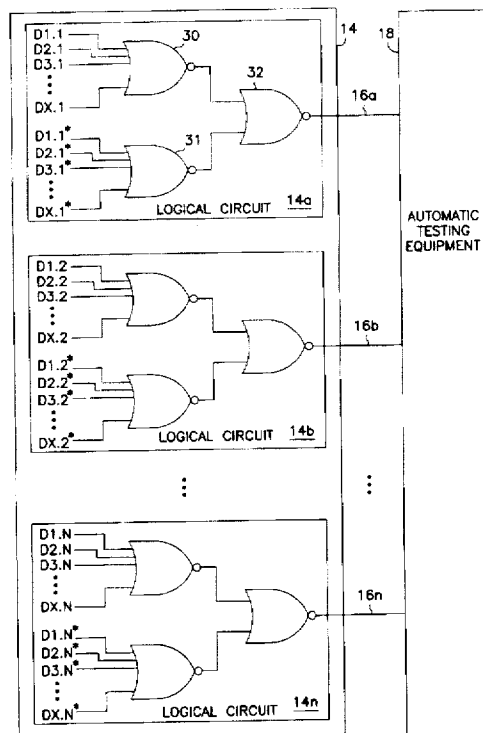 D1.1
D2.1
D3.1
DX.1
30
D1.1*
D2.1*
D3.1*
DX.1*
31
32
LOGICAL CIRCUIT 14a
14
18
16a
AUTOMATIC
TESTING
EQUIPMENT
D1.2
D2.2
D3.2
DX.2
D1.2*
D2.2*
D3.2*
DX.2*
LOGICAL CIRCUIT 14b
16b
D1.N
D2.N
D3.N
DX.N
D1.N*
D2.N*
D3.N*
DX.N*
LOGICAL CIRCUIT 14n
16n